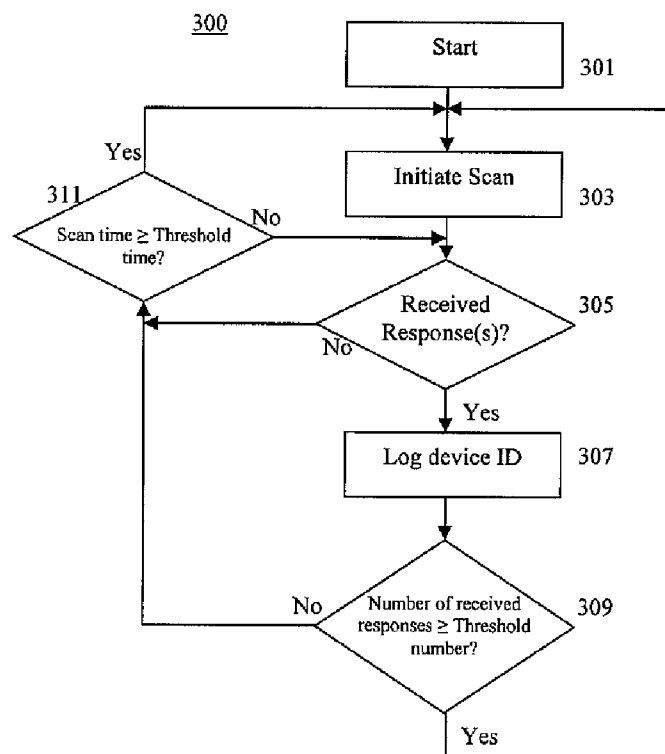 300
Start
301
Yes
Initiate Scan
303
311
No
Scan time ≥ Threshold
time?
Received
Response(s)?
305
No
Yes
Log device ID
307
No
Number of received
responses ≥ Threshold
number?
309
Yes